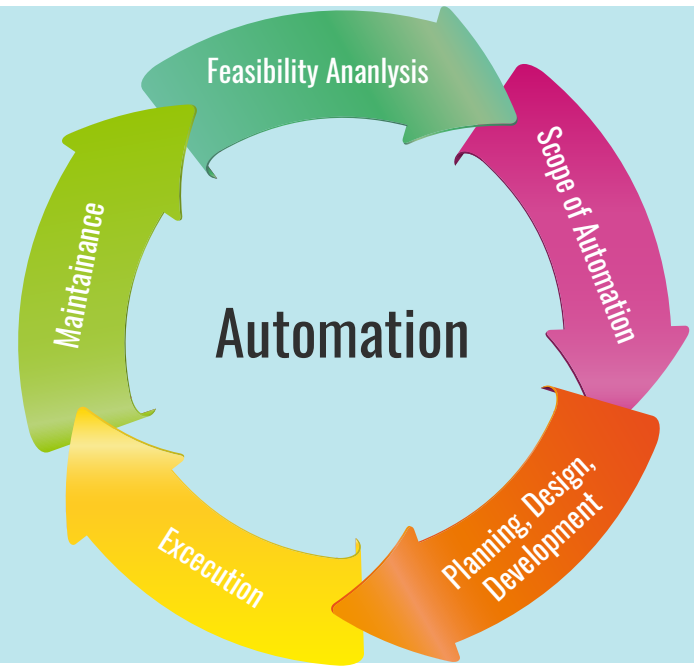 Feasibility Ananlysis
Scope of Automation
Planning, Design,
Development
Excecution
Maintainance
Automation